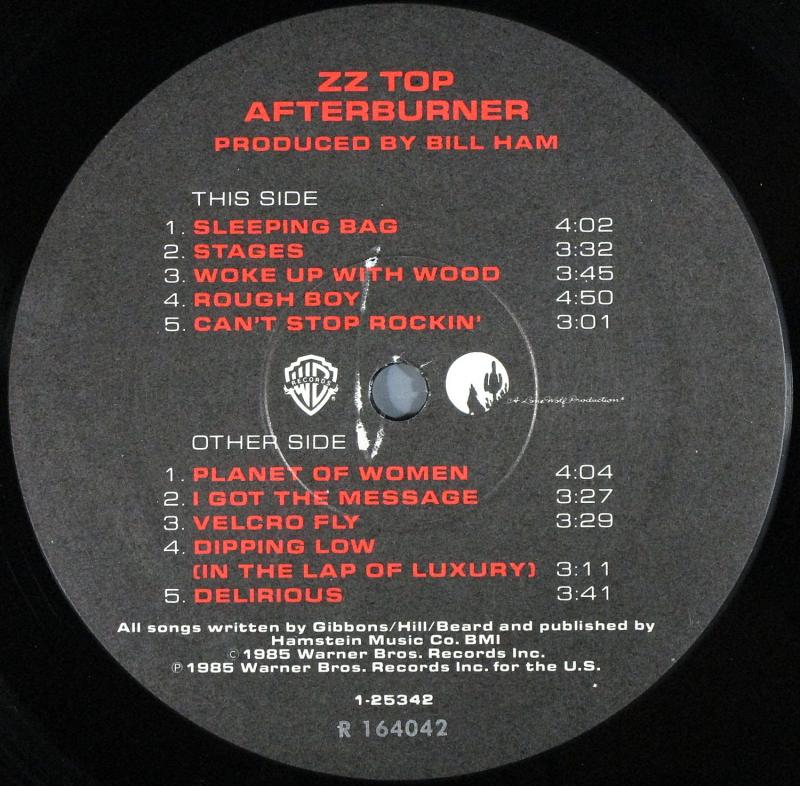 ZZ TOP
AFTERBURNER
PRODUCED BY BILL HAM
THIS SIDE
1. SLEEPING BAG 4:02
2. STAGES 3:32
3. WOKE UP WITH WOOD 3:45
4. ROUGH BOY 4:50
5. CAN'T STOP ROCKIN' 3:01
WB RECORDS
A Lone Wolf Production*
OTHER SIDE
1. PLANET OF WOMEN 4:04
2. I GOT THE MESSAGE 3:27
3. VELCRO FLY 3:29
4. DIPPING LOW
(IN THE LAP OF LUXURY) 3:11
5. DELIRIOUS 3:41
All songs written by Gibbons/Hill/Beard and published by
Hamstein Music Co. BMI
© 1985 Warner Bros. Records Inc.
℗ 1985 Warner Bros. Records Inc. for the U.S.
1-25342
R 164042